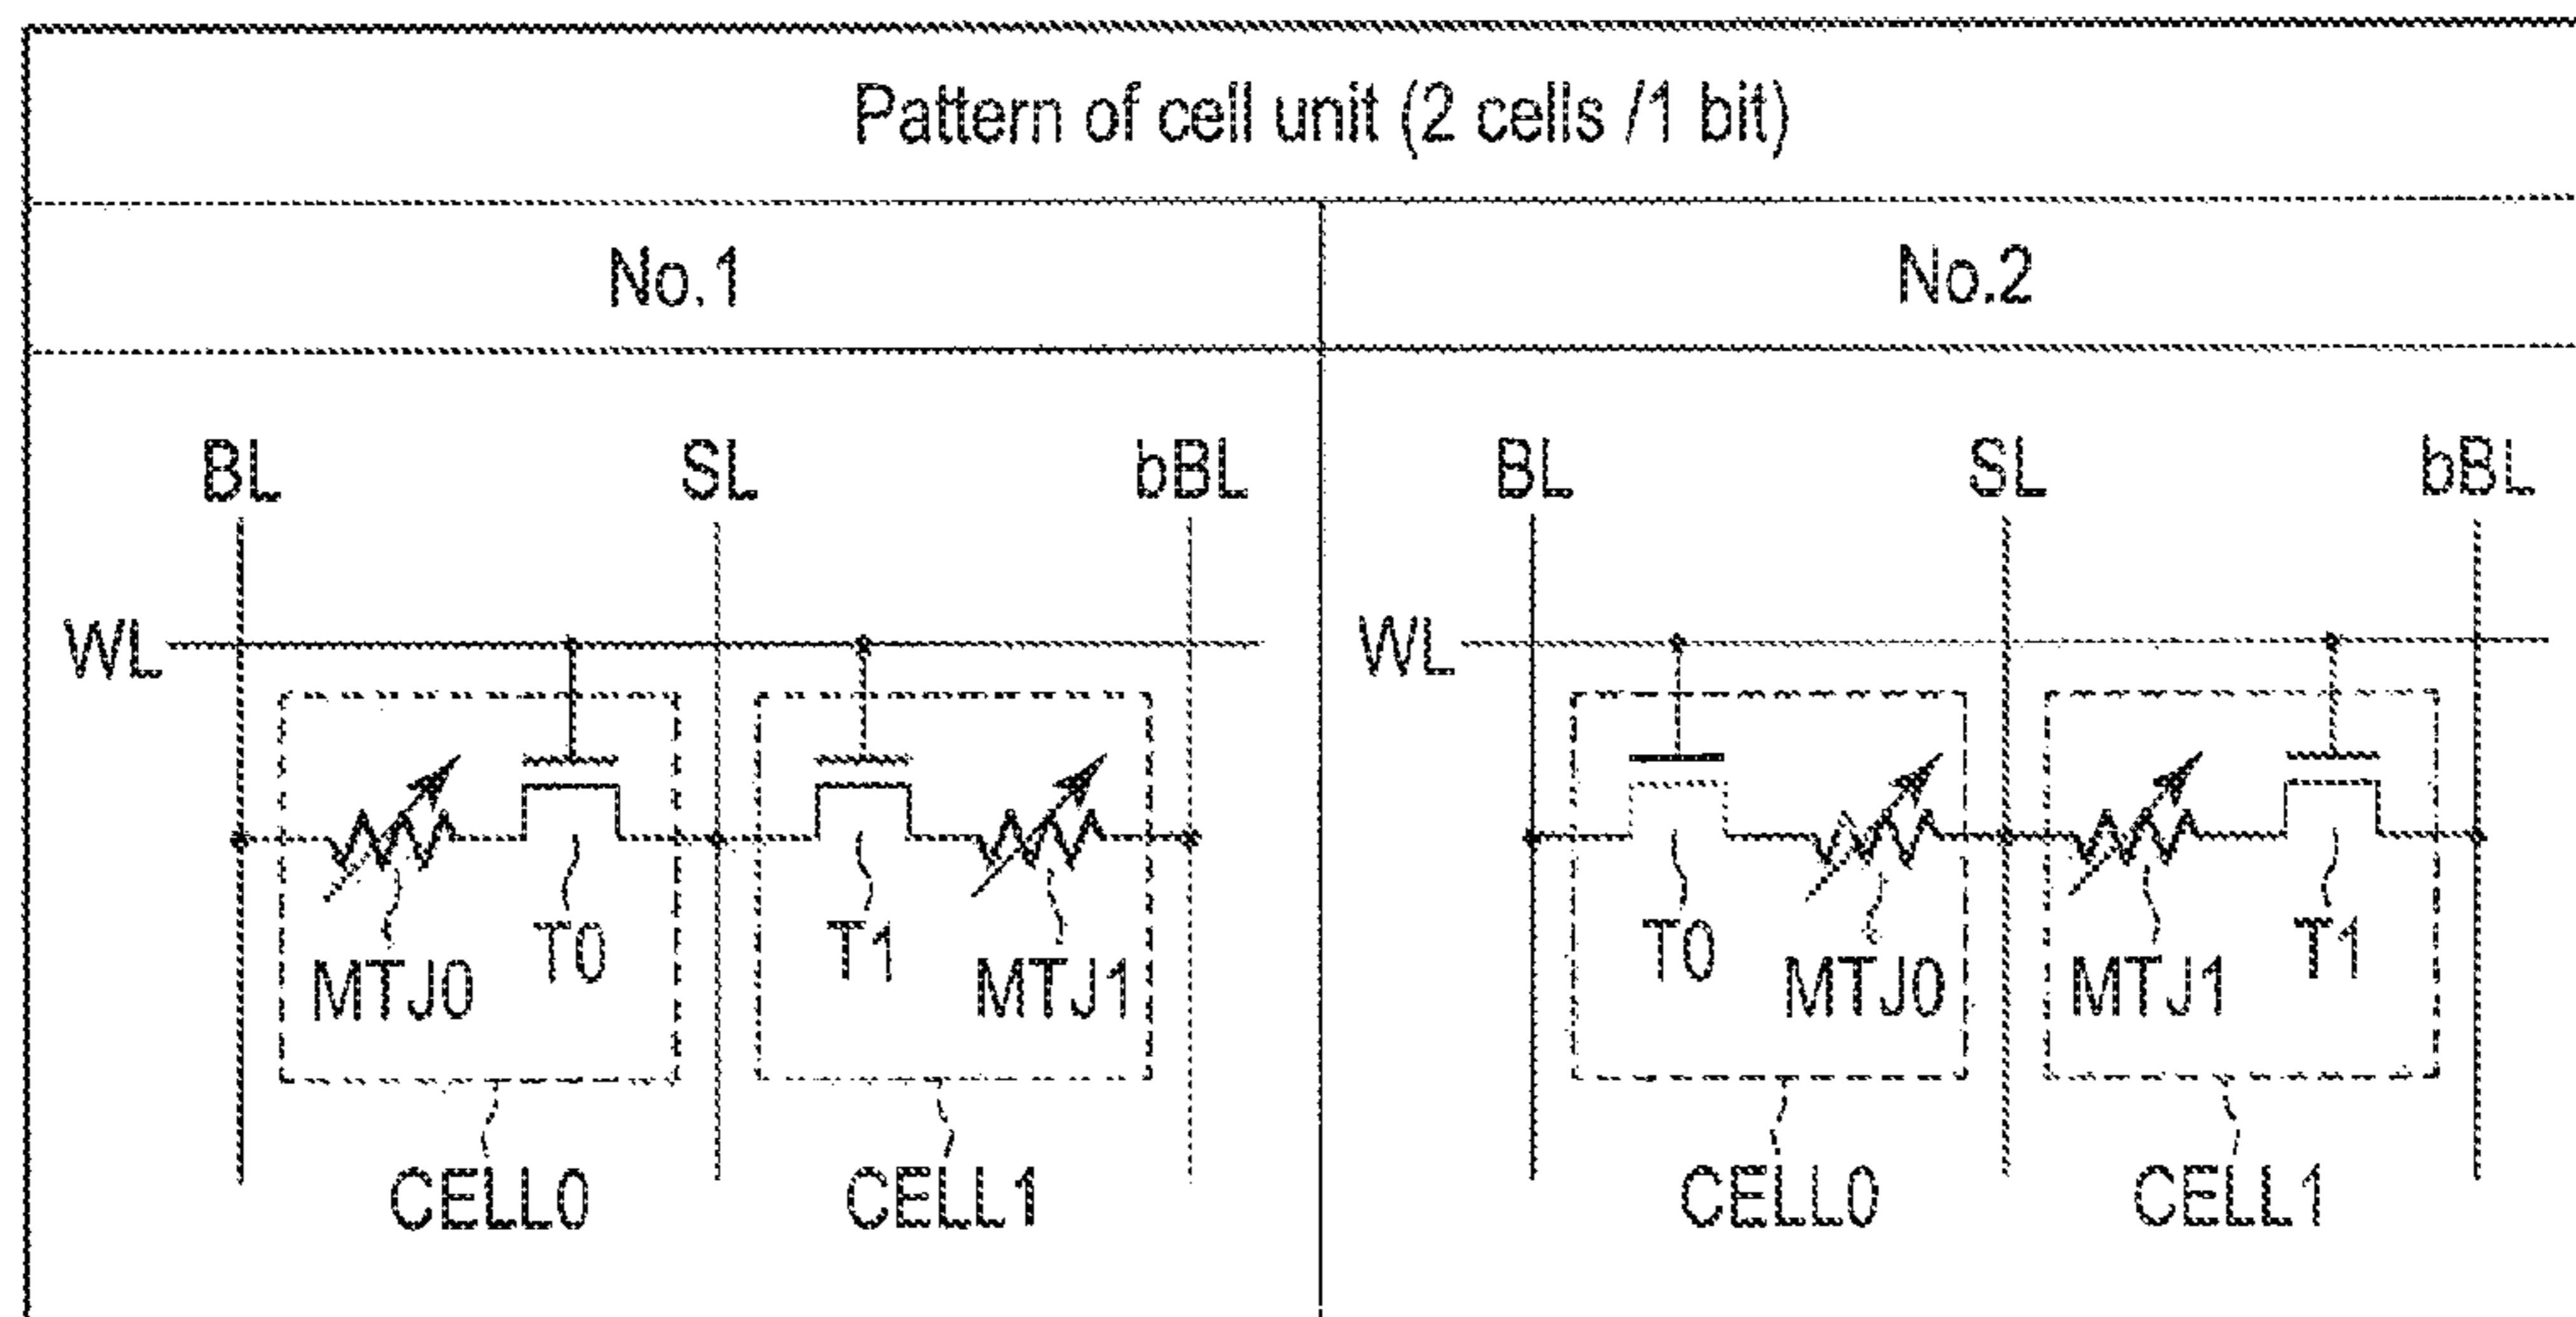 Pattern of cell unit (2 cells /1 bit)
No.1
No.2
BL SL bBL
WL
MTJ0 T0 T1 MTJ1
CELL0 CELL1
BL SL bBL
WL
T0 MTJ0 MTJ1 T1
CELL0 CELL1